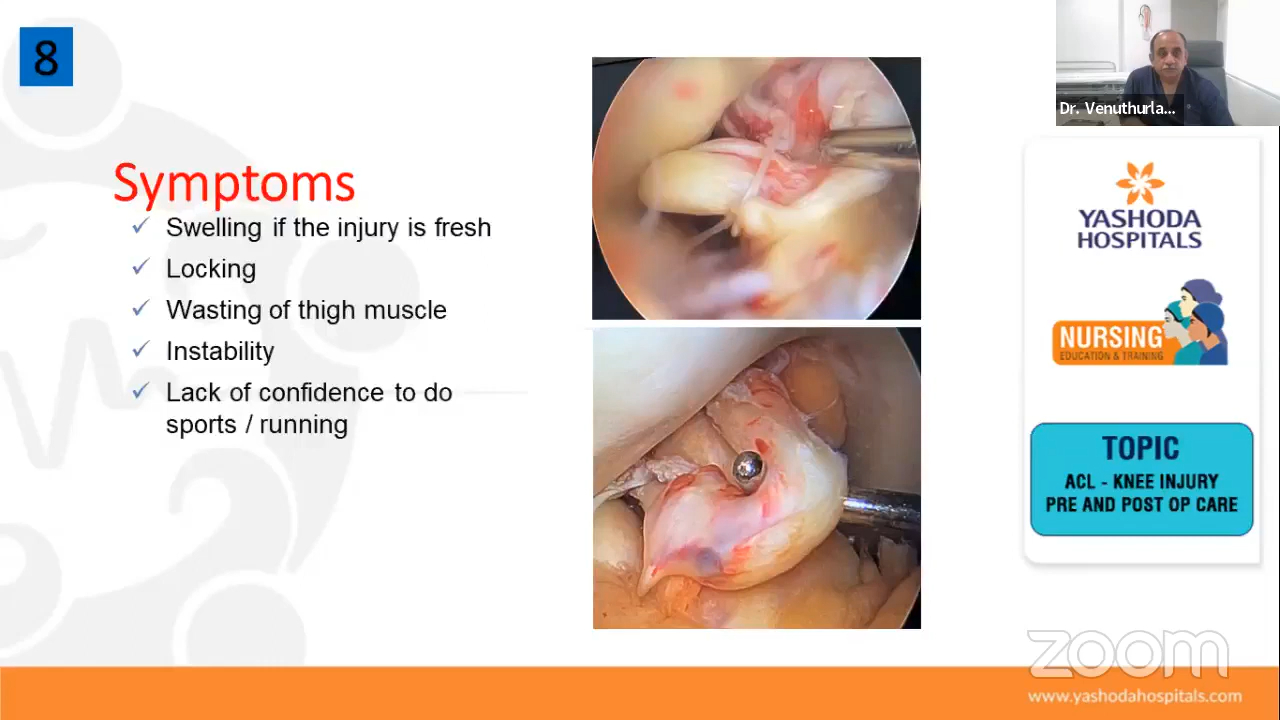 8
Symptoms
Swelling if the injury is fresh
Locking
Wasting of thigh muscle
Instability
Lack of confidence to do
sports / running
Dr. Venuthurla...
YASHODA
HOSPITALS
NURSING
EDUCATION & TRAINING
TOPIC
ACL - KNEE INJURY
PRE AND POST OP CARE
zoom
www.yashodahospitals.com